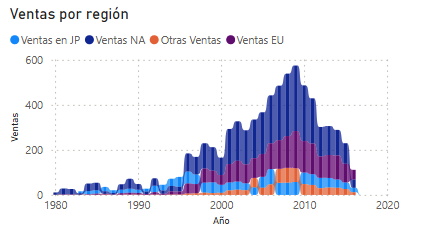 Ventas por región
Ventas en JP Ventas NA Otras Ventas Ventas EU
600
400
200
0
Ventas
1980 1990 2000 2010 2020
Año